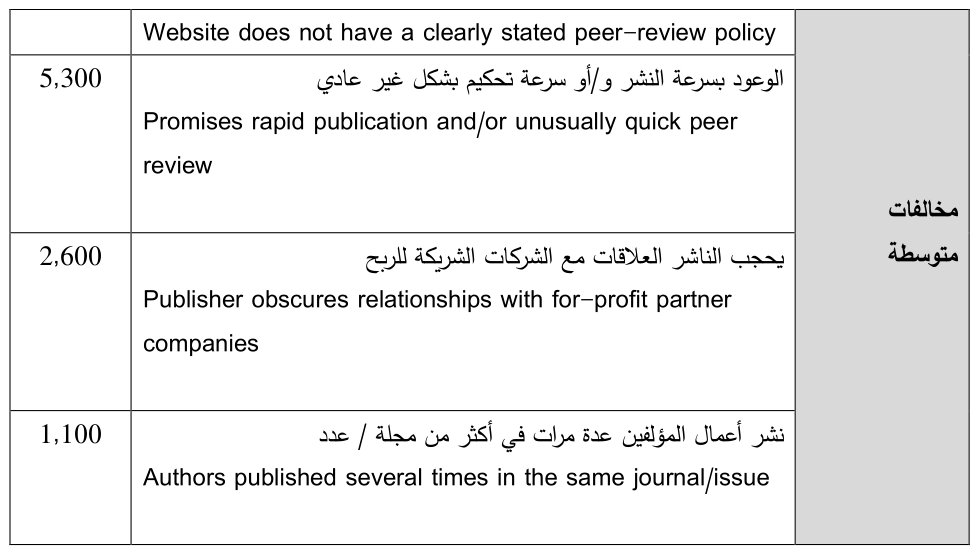 Website does not have a clearly stated peer-review policy
مخالفات
متوسطة
الوعود بسرعة النشر و/أو سرعة تحكيم بشكل غير عادي
5,300
Promises rapid publication and/or unusually quick peer
review
يحجب الناشر العلاقات مع الشركات الشريكة للربح
2,600
Publisher obscures relationships with for-profit partner
companies
نشر أعمال المؤلفين عدة مرات في أكثر من مجلة / عدد
1,100
Authors published several times in the same journal/issue